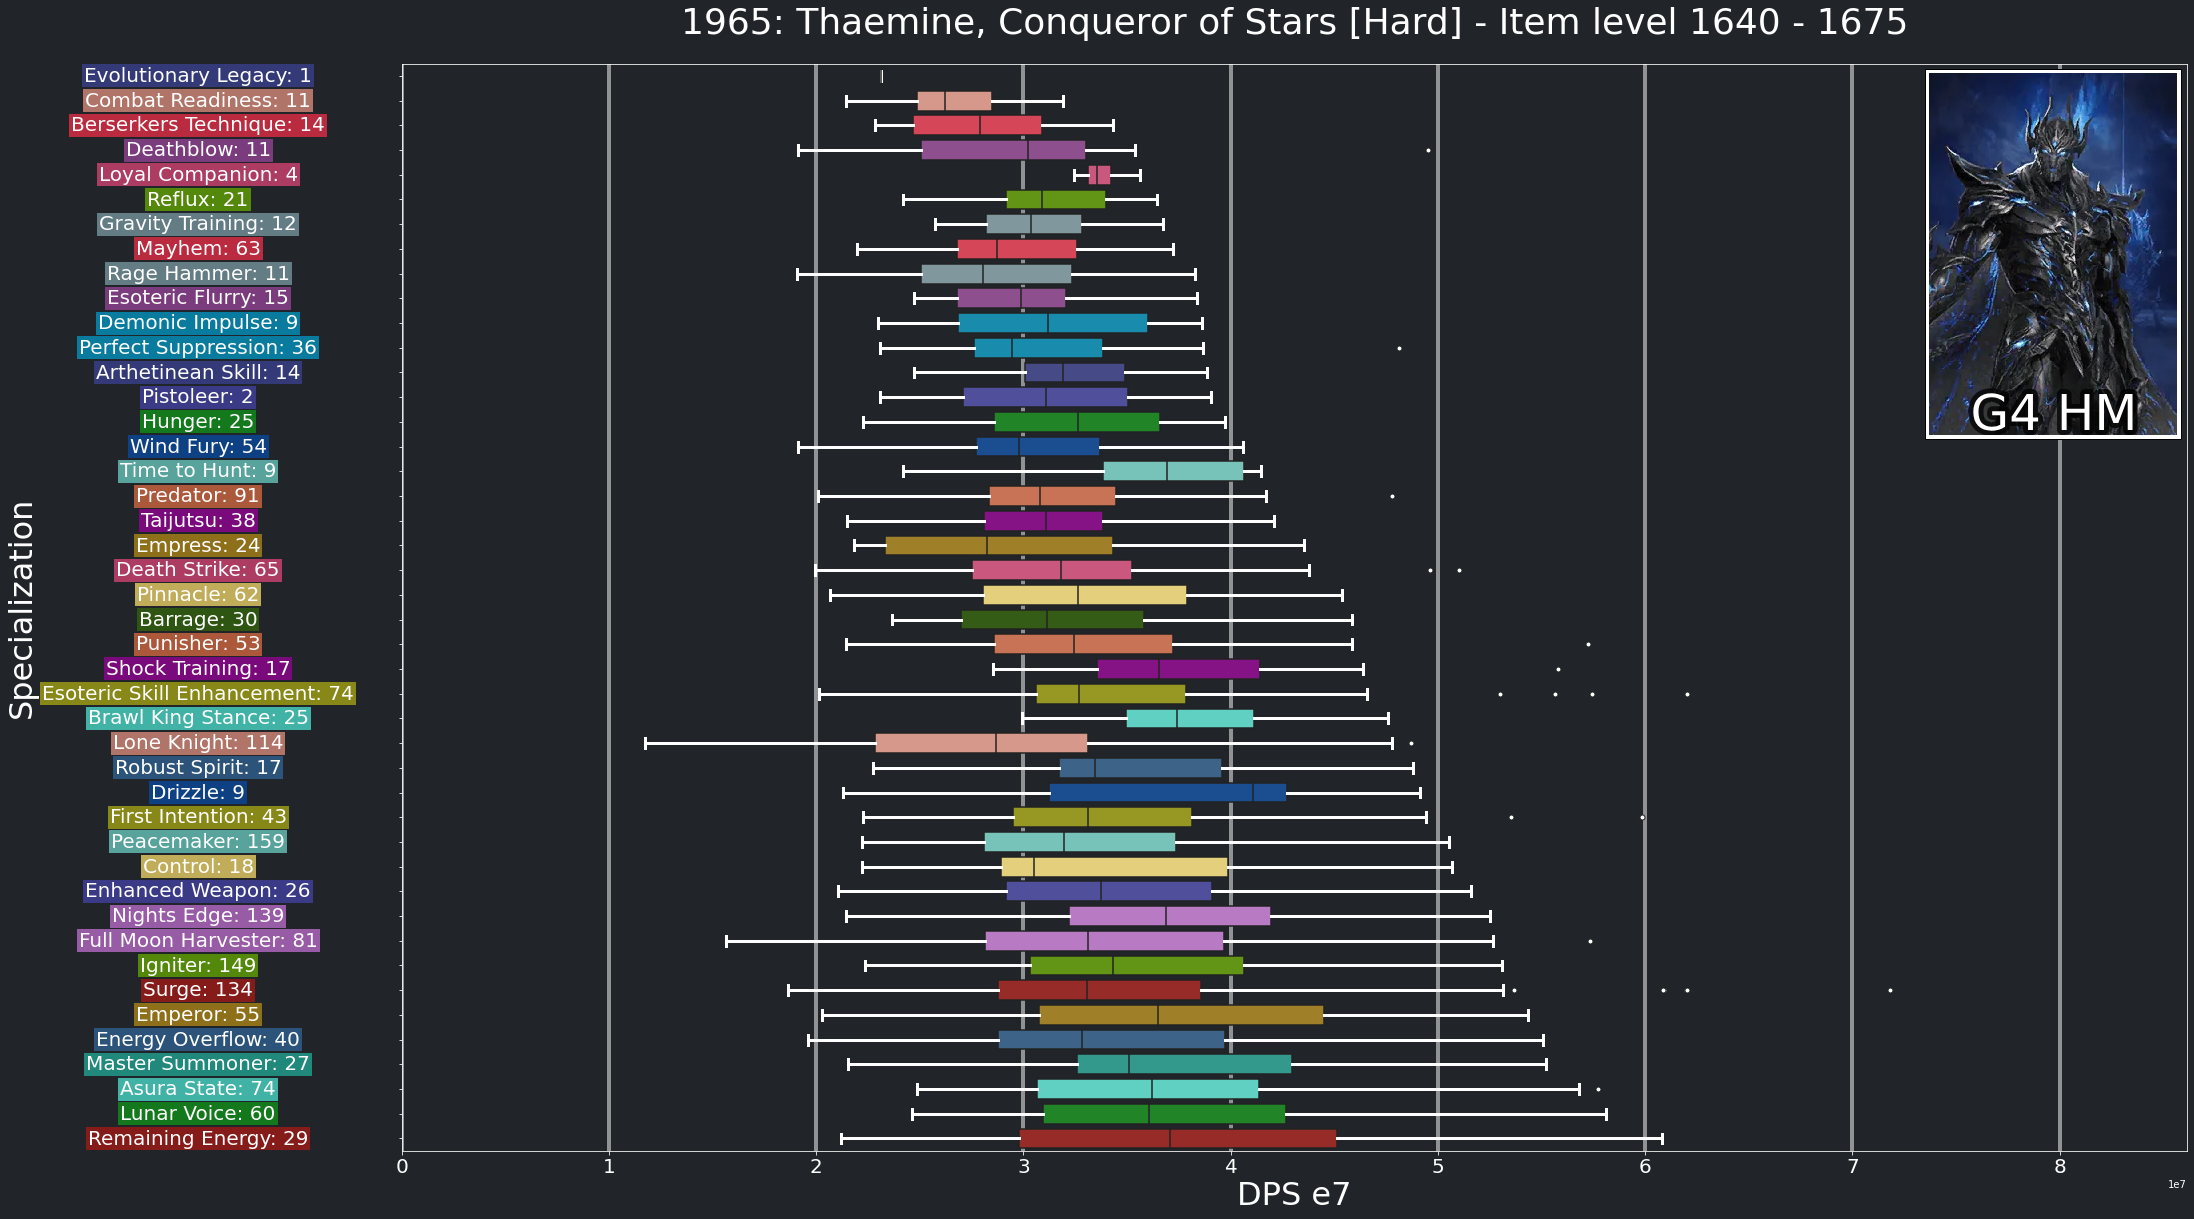 1965: Thaemine, Conqueror of Stars [Hard] - Item level 1640 - 1675
Specialization
Evolutionary Legacy: 1
Combat Readiness: 11
Berserkers Technique: 14
Deathblow: 11
Loyal Companion: 4
Reflux: 21
Gravity Training: 12
Mayhem: 63
Rage Hammer: 11
Esoteric Flurry: 15
Demonic Impulse: 9
Perfect Suppression: 36
Arthetinean Skill: 14
Pistoleer: 2
Hunger: 25
Wind Fury: 54
Time to Hunt: 9
Predator: 91
Taijutsu: 38
Empress: 24
Death Strike: 65
Pinnacle: 62
Barrage: 30
Punisher: 53
Shock Training: 17
Esoteric Skill Enhancement: 74
Brawl King Stance: 25
Lone Knight: 114
Robust Spirit: 17
Drizzle: 9
First Intention: 43
Peacemaker: 159
Control: 18
Enhanced Weapon: 26
Nights Edge: 139
Full Moon Harvester: 81
Igniter: 149
Surge: 134
Emperor: 55
Energy Overflow: 40
Master Summoner: 27
Asura State: 74
Lunar Voice: 60
Remaining Energy: 29
G4 HM
0 1 2 3 4 5 6 7 8
DPS e7
1e7